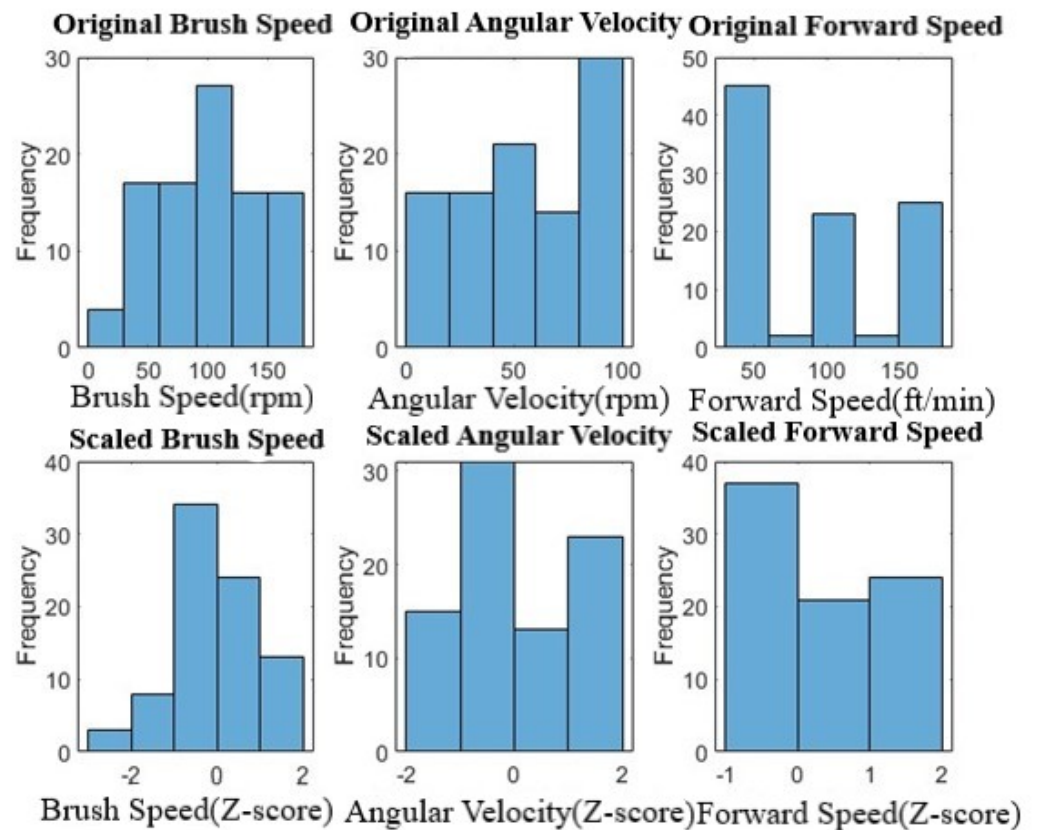 Original Brush Speed
Frequency
30
20
10
0
0 50 100 150
Brush Speed(rpm)
Original Angular Velocity
Frequency
30
20
10
0
0 50 100
Angular Velocity(rpm)
Original Forward Speed
Frequency
50
40
30
20
10
0
50 100 150
Forward Speed(ft/min)
Scaled Brush Speed
Frequency
40
30
20
10
0
-2 0 2
Brush Speed(Z-score)
Scaled Angular Velocity
Frequency
30
20
10
0
-2 0 2
Angular Velocity(Z-score)
Scaled Forward Speed
Frequency
40
30
20
10
0
-1 0 1 2
Forward Speed(Z-score)